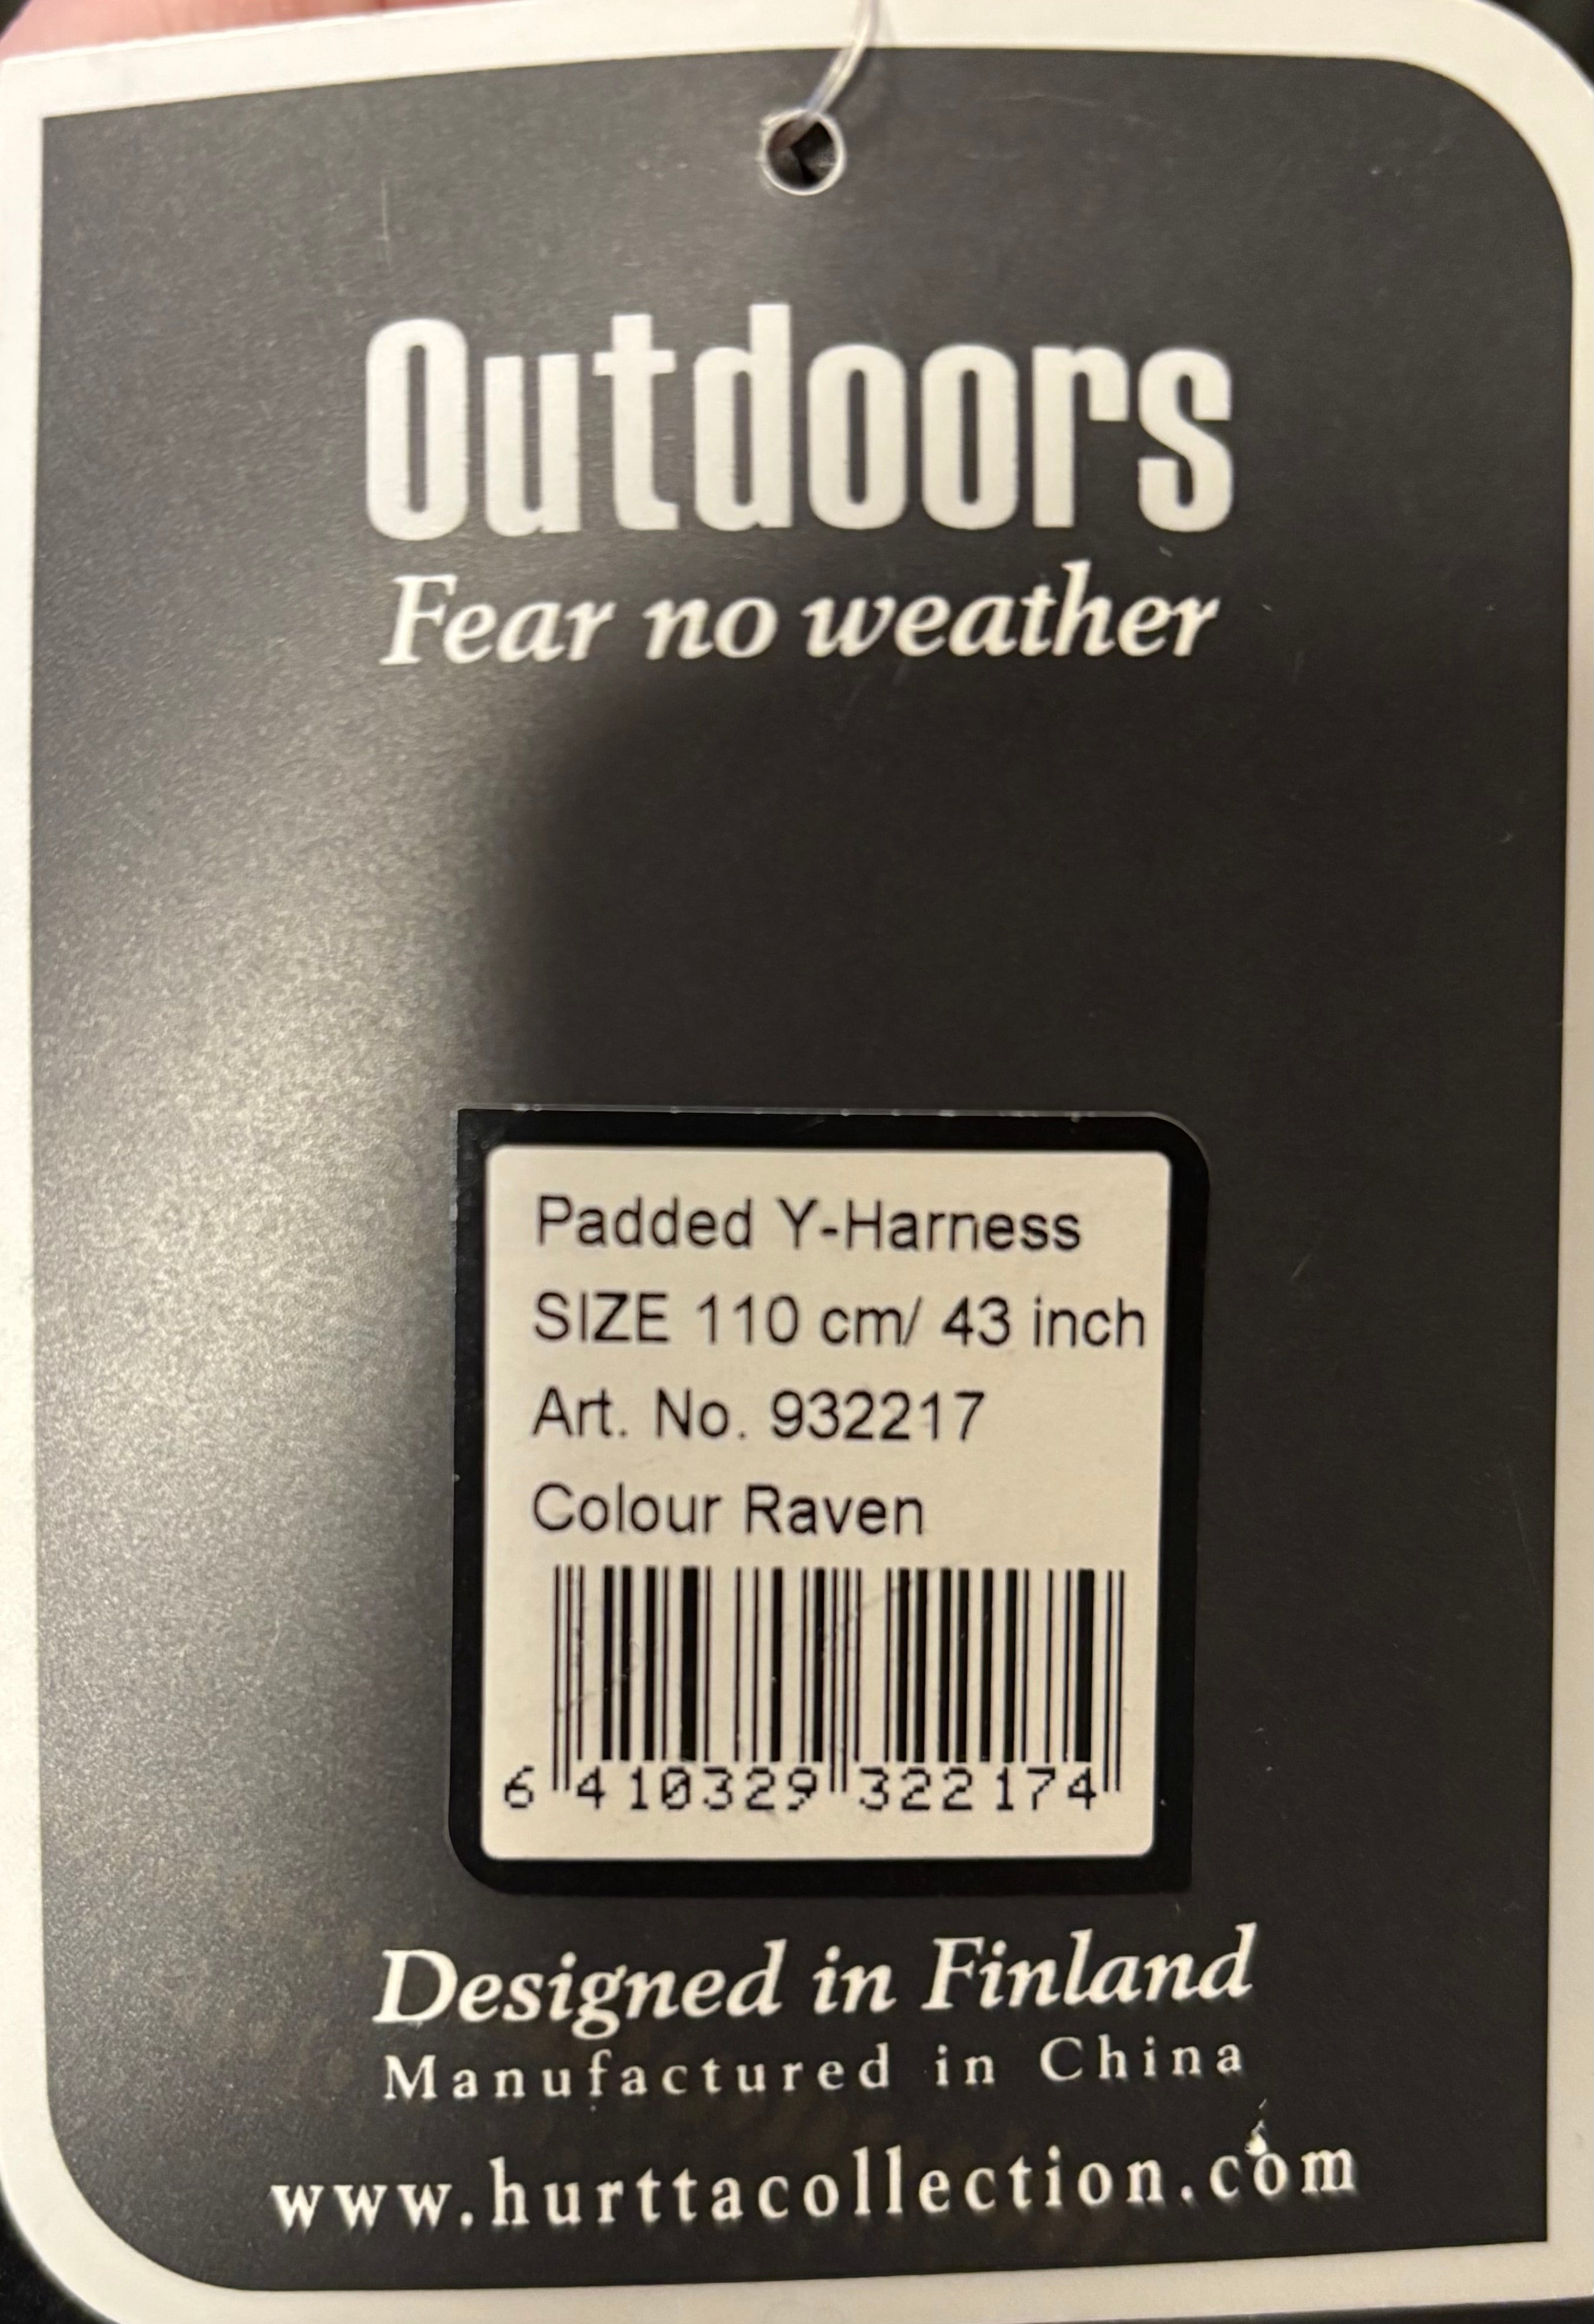 Outdoors
Fear no weather
Padded Y-Harness
SIZE 110 cm/ 43 inch
Art. No. 932217
Colour Raven
6 410329 322174
Designed in Finland
Manufactured in China
www.hurttacollection.com